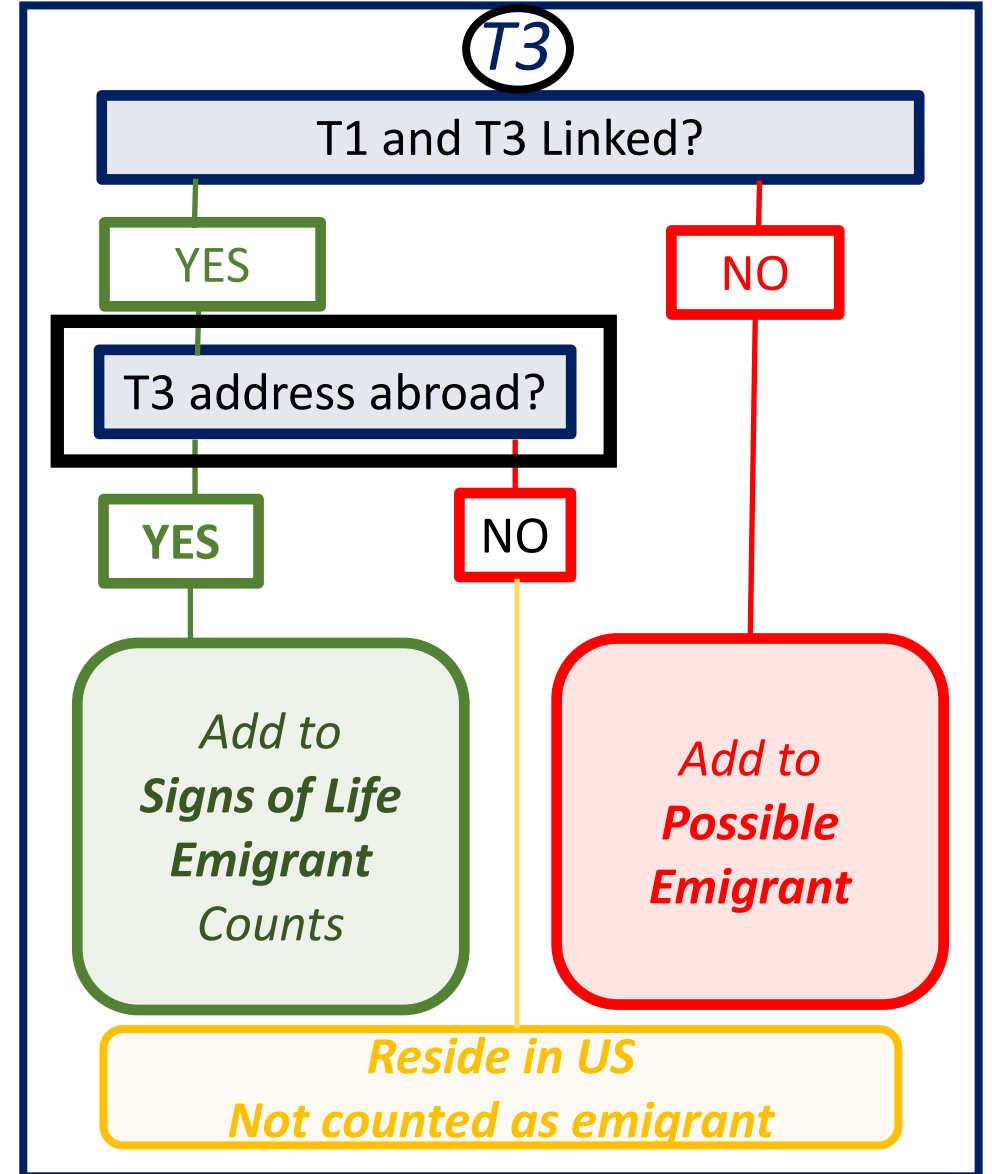 T3
T1 and T3 Linked?
YES
NO
T3 address abroad?
YES
NO
Add to
Signs of Life
Emigrant
Counts
Add to
Possible
Emigrant
Reside in US
Not counted as emigrant